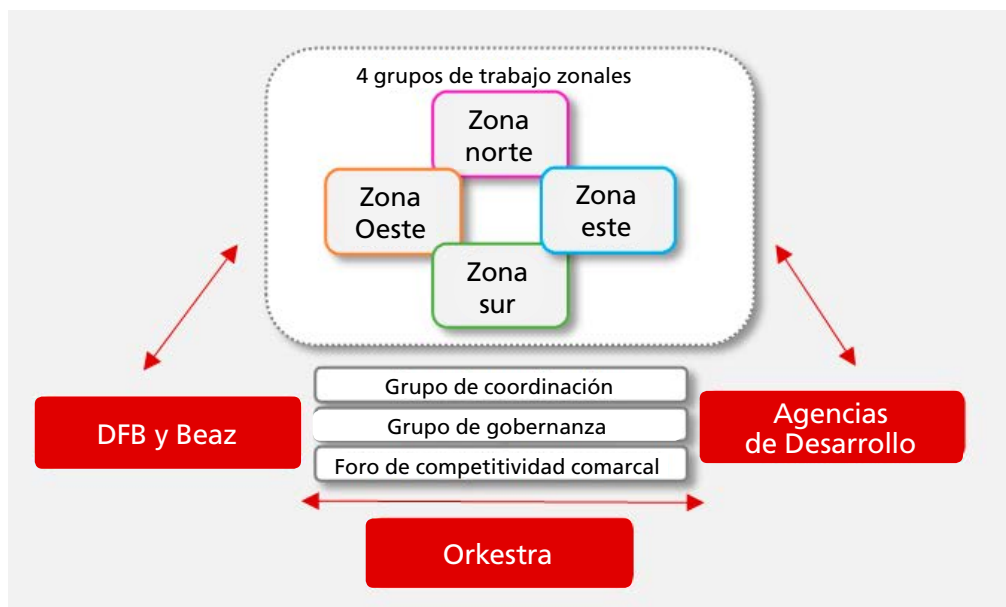 4 grupos de trabajo zonales
Zona
norte
Zona
Oeste
Zona
este
Zona
sur
Grupo de coordinación
Grupo de gobernanza
Foro de competitividad comarcal
DFB y Beaz
Agencias
de Desarrollo
Orkestra